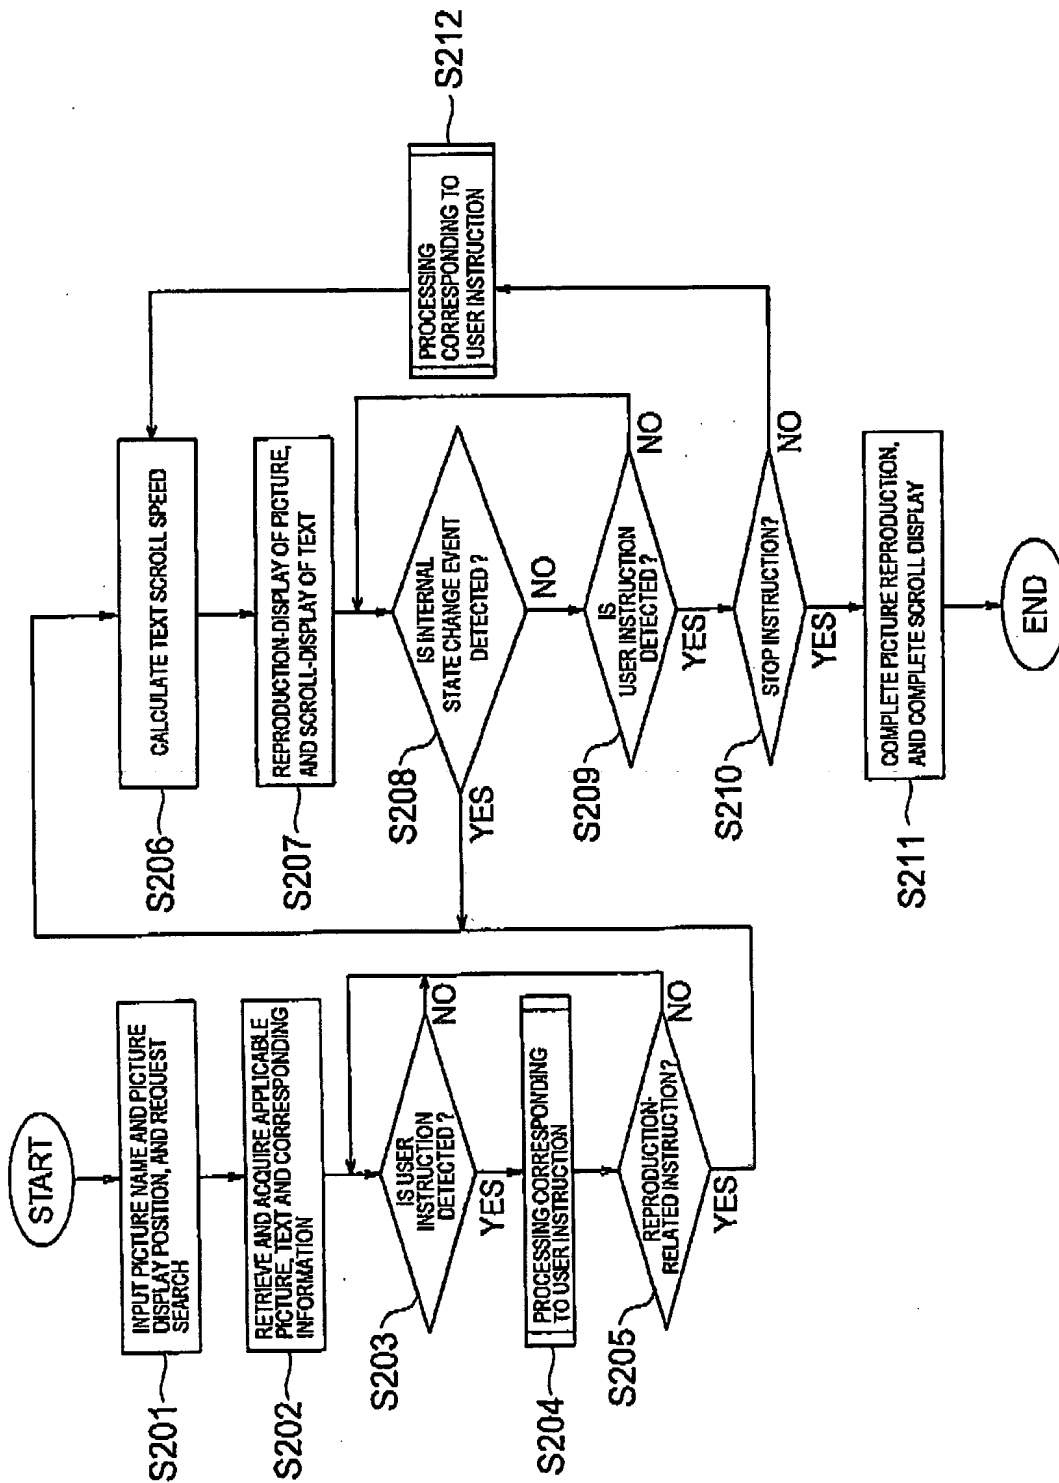 START
INPUT PICTURE NAME AND PICTURE
DISPLAY POSITION, AND REQUEST
SEARCH
S201
RETRIEVE AND ACQUIRE APPLICABLE
PICTURE, TEXT AND CORRESPONDING
INFORMATION
S202
IS USER
INSTRUCTION
DETECTED?
S203
NO
YES
PROCESSING CORRESPONDING
TO USER INSTRUCTION
S204
REPRODUCTION-
RELATED INSTRUCTION?
S205
NO
YES
CALCULATE TEXT SCROLL SPEED
S206
REPRODUCTION-DISPLAY OF PICTURE,
AND SCROLL-DISPLAY OF TEXT
S207
IS INTERNAL
STATE CHANGE EVENT
DETECTED?
S208
YES
NO
IS
USER INSTRUCTION
DETECTED?
S209
NO
YES
STOP INSTRUCTION?
S210
NO
YES
COMPLETE PICTURE REPRODUCTION,
AND COMPLETE SCROLL DISPLAY
S211
END
PROCESSING
CORRESPONDING TO
USER INSTRUCTION
S212